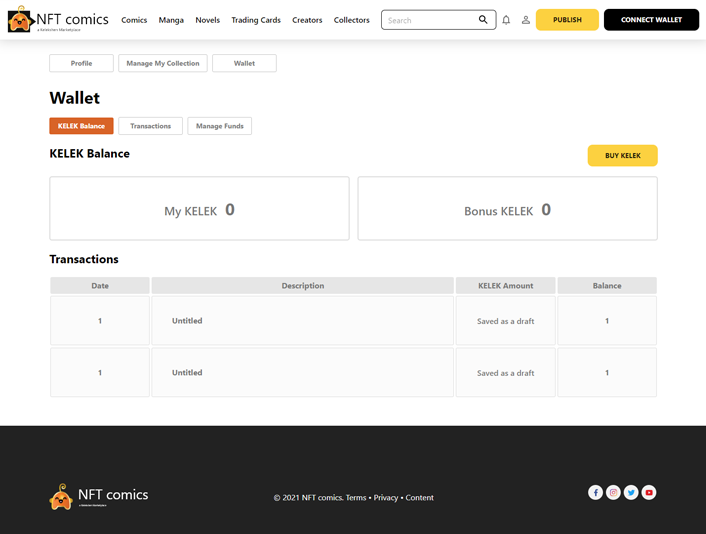 NFT comics
a Kelekchan Marketplace
Comics Manga Novels Trading Cards Creators Collectors Search PUBLISH CONNECT WALLET
Profile Manage My Collection Wallet
Wallet
KELEK Balance Transactions Manage Funds
KELEK Balance
BUY KELEK
My KELEK 0 Bonus KELEK 0
Transactions
Date Description KELEK Amount Balance
1 Untitled Saved as a draft 1
1 Untitled Saved as a draft 1
NFT comics
© 2021 NFT comics. Terms • Privacy • Content